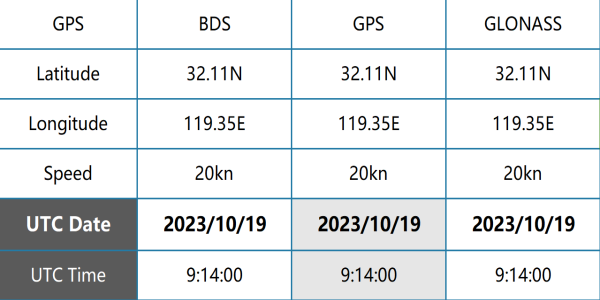 GPS BDS GPS GLONASS
Latitude 32.11N 32.11N 32.11N
Longitude 119.35E 119.35E 119.35E
Speed 20kn 20kn 20kn
UTC Date 2023/10/19 2023/10/19 2023/10/19
UTC Time 9:14:00 9:14:00 9:14:00